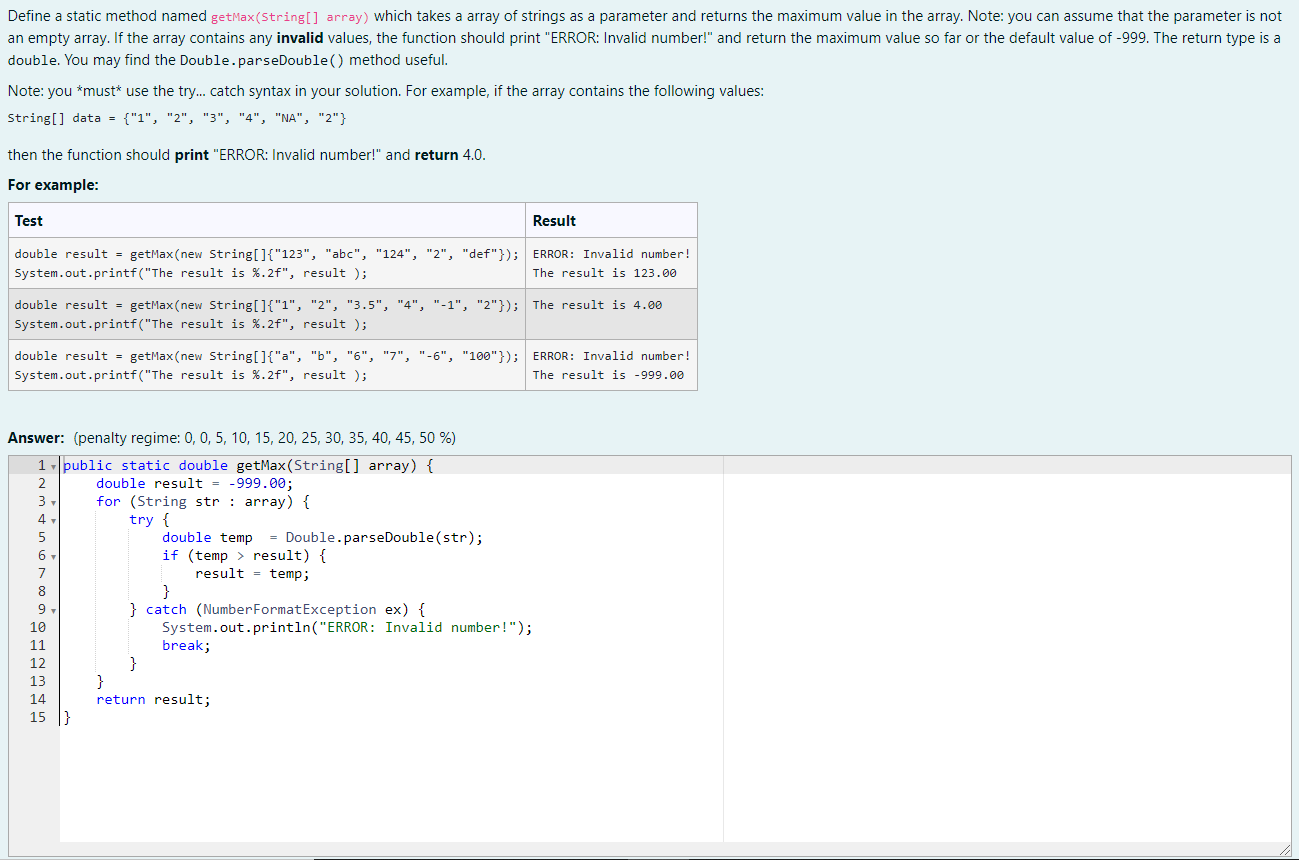 Define a static method named getMax(String[] array) which takes a array of strings as a parameter and returns the maximum value in the array. Note: you can assume that the parameter is not
an empty array. If the array contains any invalid values, the function should print "ERROR: Invalid number!" and return the maximum value so far or the default value of -999. The return type is a
double. You may find the Double.parseDouble() method useful.
Note: you *must* use the try... catch syntax in your solution. For example, if the array contains the following values:
String[] data = {"1", "2", "3", "4", "NA", "2"}
then the function should print "ERROR: Invalid number!" and return 4.0.
For example:
Test Result
double result = getMax(new String[]{"123", "abc", "124", "2", "def"}); ERROR: Invalid number!
System.out.printf("The result is %.2f", result ); The result is 123.00
double result = getMax(new String[]{"1", "2", "3.5", "4", "-1", "2"}); The result is 4.00
System.out.printf("The result is %.2f", result );
double result = getMax(new String[]{"a", "b", "6", "7", "-6", "100"}); ERROR: Invalid number!
System.out.printf("The result is %.2f", result ); The result is -999.00
Answer: (penalty regime: 0, 0, 5, 10, 15, 20, 25, 30, 35, 40, 45, 50 %)
1 public static double getMax(String[] array) {
2     double result = -999.00;
3     for (String str : array) {
4         try {
5             double temp  = Double.parseDouble(str);
6             if (temp > result) {
7                 result = temp;
8             }
9         } catch (NumberFormatException ex) {
10             System.out.println("ERROR: Invalid number!");
11             break;
12         }
13     }
14     return result;
15 }